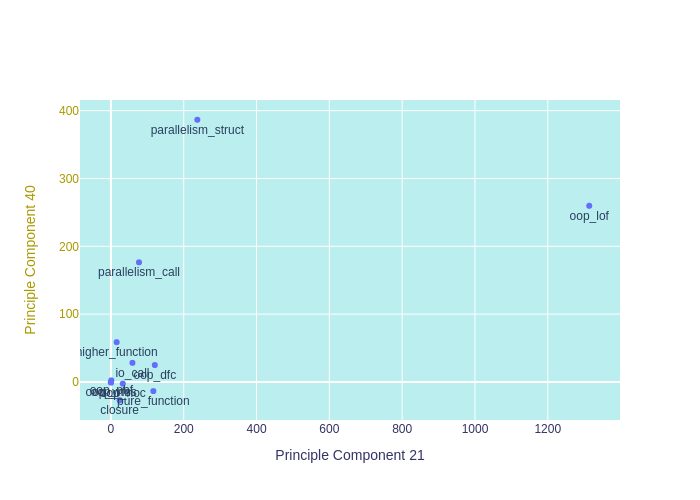 400
parallelism_struct
300
oop_lof
200
parallelism_call
100
higher_function
io_call
oop_dfc
0
pure_function
closure
0
200
400
600
800
1000
1200
Principle Component 21
Principle Component 40